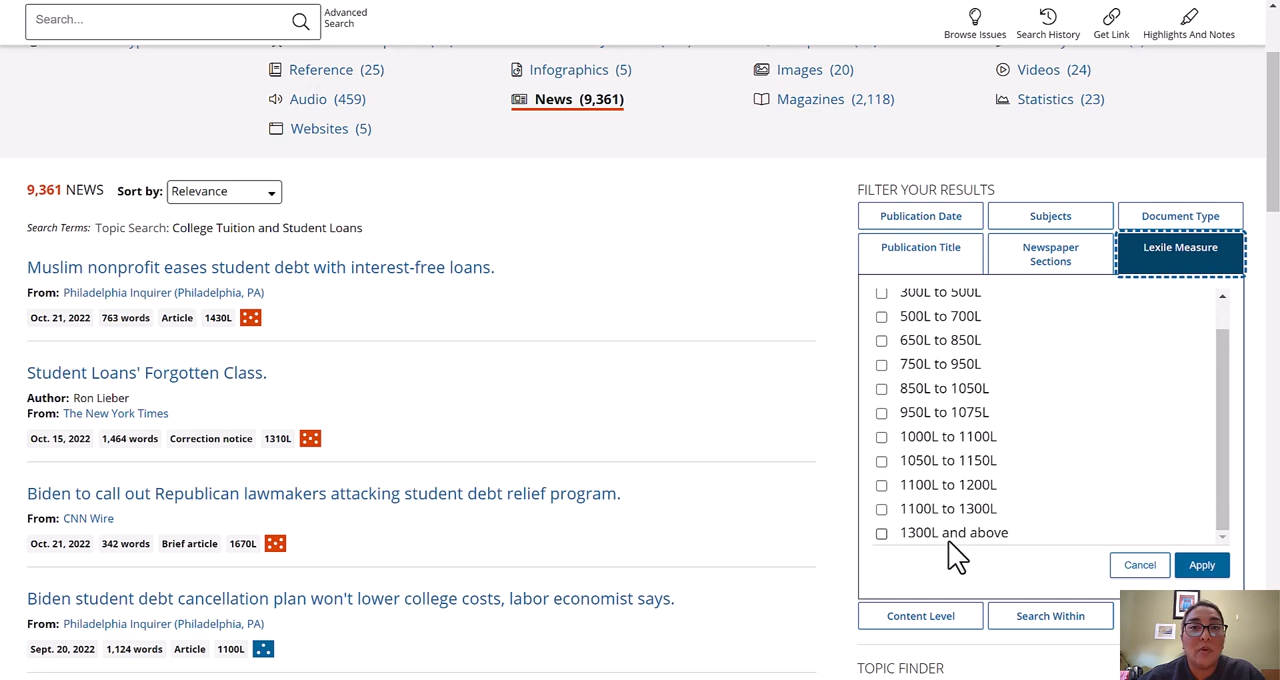 Search...
Advanced
Search
Browse Issues
Search History
Get Link
Highlights And Notes
Reference (25)
Infographics (5)
Images (20)
Videos (24)
Audio (459)
News (9,361)
Magazines (2,118)
Statistics (23)
Websites (5)
9,361 NEWS
Sort by: Relevance
Search Terms: Topic Search: College Tuition and Student Loans
Muslim nonprofit eases student debt with interest-free loans.
From: Philadelphia Inquirer (Philadelphia, PA)
Oct. 21, 2022 763 words Article 1430L
Student Loans' Forgotten Class.
Author: Ron Lieber
From: The New York Times
Oct. 15, 2022 1,464 words Correction notice 1310L
Biden to call out Republican lawmakers attacking student debt relief program.
From: CNN Wire
Oct. 21, 2022 342 words Brief article 1670L
Biden student debt cancellation plan won't lower college costs, labor economist says.
From: Philadelphia Inquirer (Philadelphia, PA)
Sept. 20, 2022 1,124 words Article 1100L
FILTER YOUR RESULTS
Publication Date
Subjects
Document Type
Publication Title
Newspaper
Sections
Lexile Measure
300L to 500L
500L to 700L
650L to 850L
750L to 950L
850L to 1050L
950L to 1075L
1000L to 1100L
1050L to 1150L
1100L to 1200L
1100L to 1300L
1300L and above
Cancel
Apply
Content Level
Search Within
TOPIC FINDER